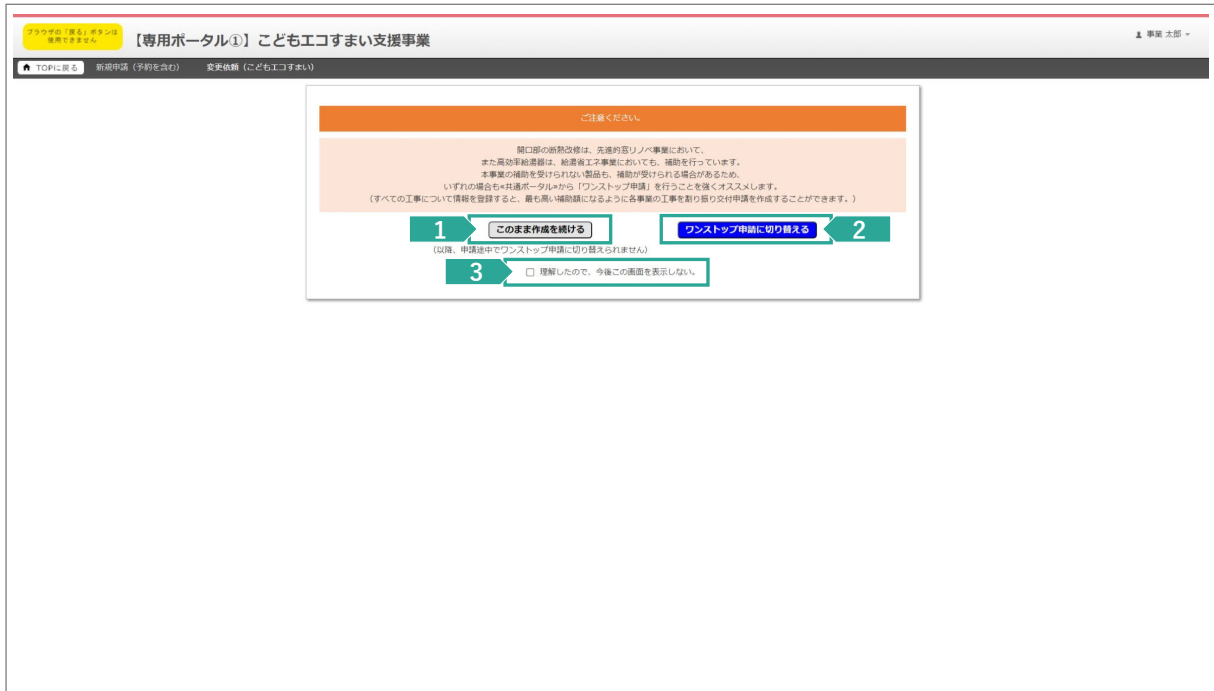 ブラウザの「戻る」ボタンは
使用できません
【専用ポータル①】こどもエコすまい支援事業
事業 太郎
TOPに戻る 新規申請（予約を含む） 変更依頼（こどもエコすまい）
ご注意ください。
開口部の断熱改修は、先進的窓リノベ事業において、
また高効率給湯器は、給湯省エネ事業においても、補助を行っています。
本事業の補助を受けられない製品も、補助が受けられる場合があるため、
いずれの場合も«共通ポータル»から「ワンストップ申請」を行うことを強くオススメします。
（すべての工事について情報を登録すると、最も高い補助額になるように各事業の工事を割り振り交付申請を作成することができます。）
1 このまま作成を続ける ワンストップ申請に切り替える 2
（以降、申請途中でワンストップ申請に切り替えられません）
3 理解したので、今後この画面を表示しない。